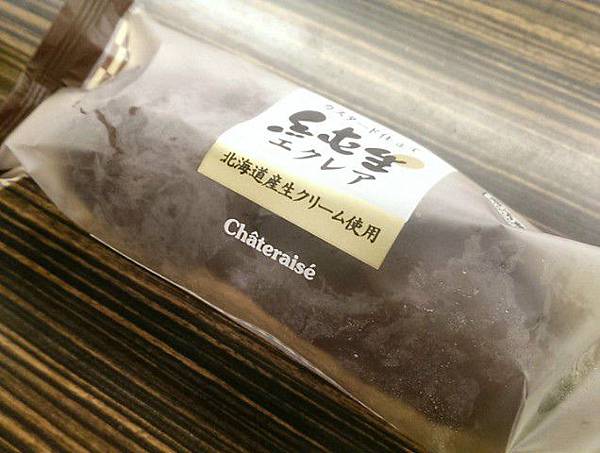 カスタード仕立て
純生
エクレア
北海道産生クリーム使用
Châteraisé